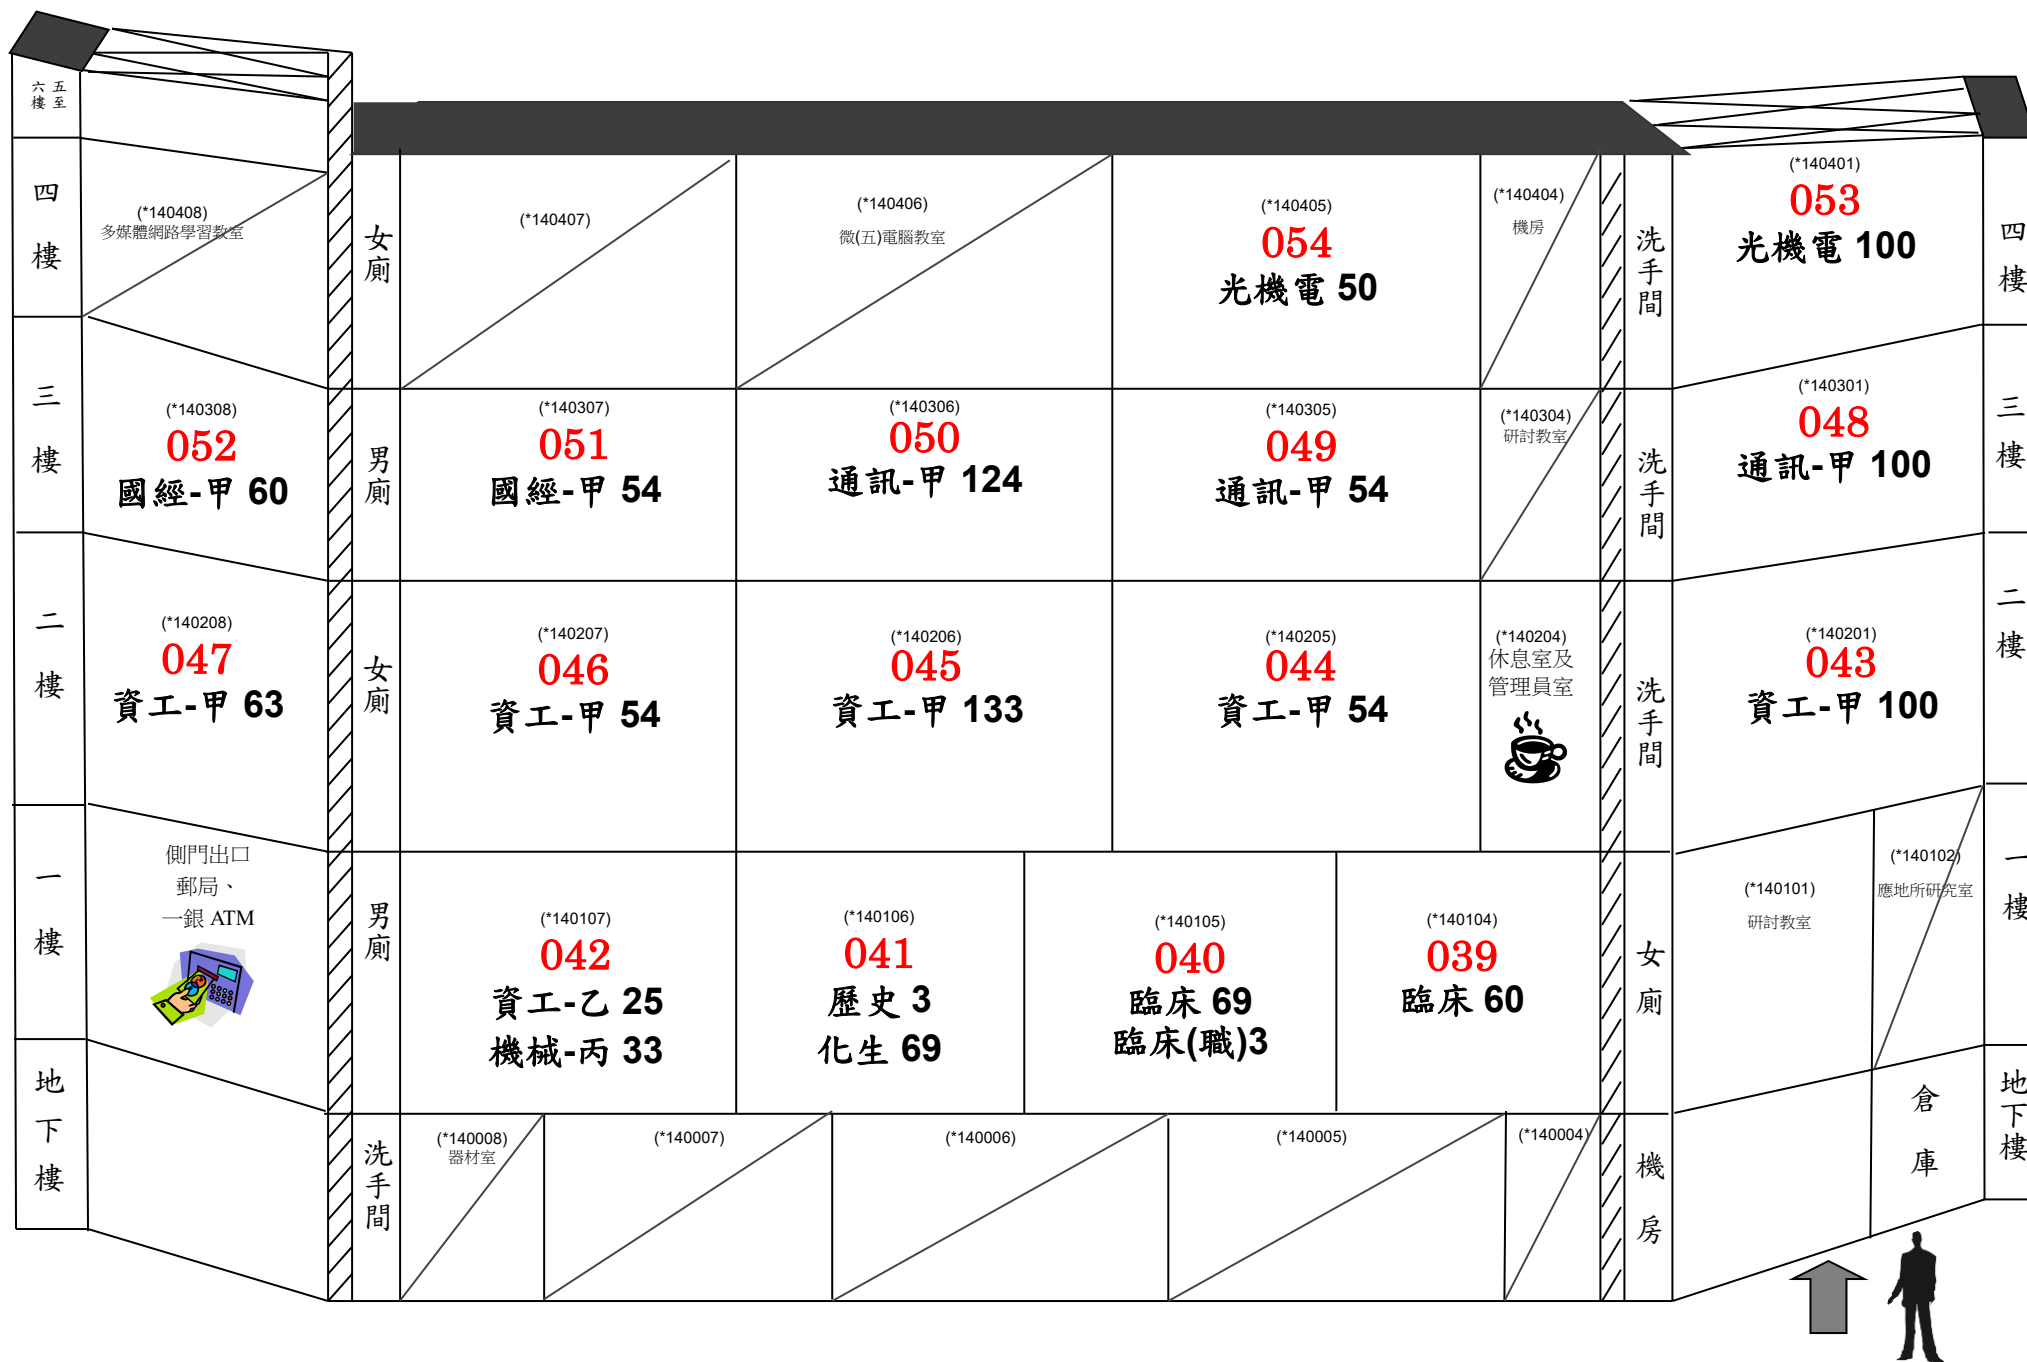 五至
六樓
四樓
(*140408)
多媒體網路學習教室
女廁
(*140407)
(*140406)
微(五)電腦教室
(*140405)
054
光機電 50
(*140404)
機房
洗手間
(*140401)
053
光機電 100
四樓
三樓
(*140308)
052
國經-甲 60
男廁
(*140307)
051
國經-甲 54
(*140306)
050
通訊-甲 124
(*140305)
049
通訊-甲 54
(*140304)
研討教室
洗手間
(*140301)
048
通訊-甲 100
三樓
二樓
(*140208)
047
資工-甲 63
女廁
(*140207)
046
資工-甲 54
(*140206)
045
資工-甲 133
(*140205)
044
資工-甲 54
(*140204)
休息室及
管理員室
洗手間
(*140201)
043
資工-甲 100
二樓
一樓
側門出口
郵局、
一銀 ATM
男廁
(*140107)
042
資工-乙 25
機械-丙 33
(*140106)
041
歷史 3
化生 69
(*140105)
040
臨床 69
臨床(職)3
(*140104)
039
臨床 60
女廁
(*140101)
研討教室
(*140102)
應地所研究室
一樓
地下樓
洗手間
(*140008)
器材室
(*140007)
(*140006)
(*140005)
(*140004)
機房
倉庫
地下樓